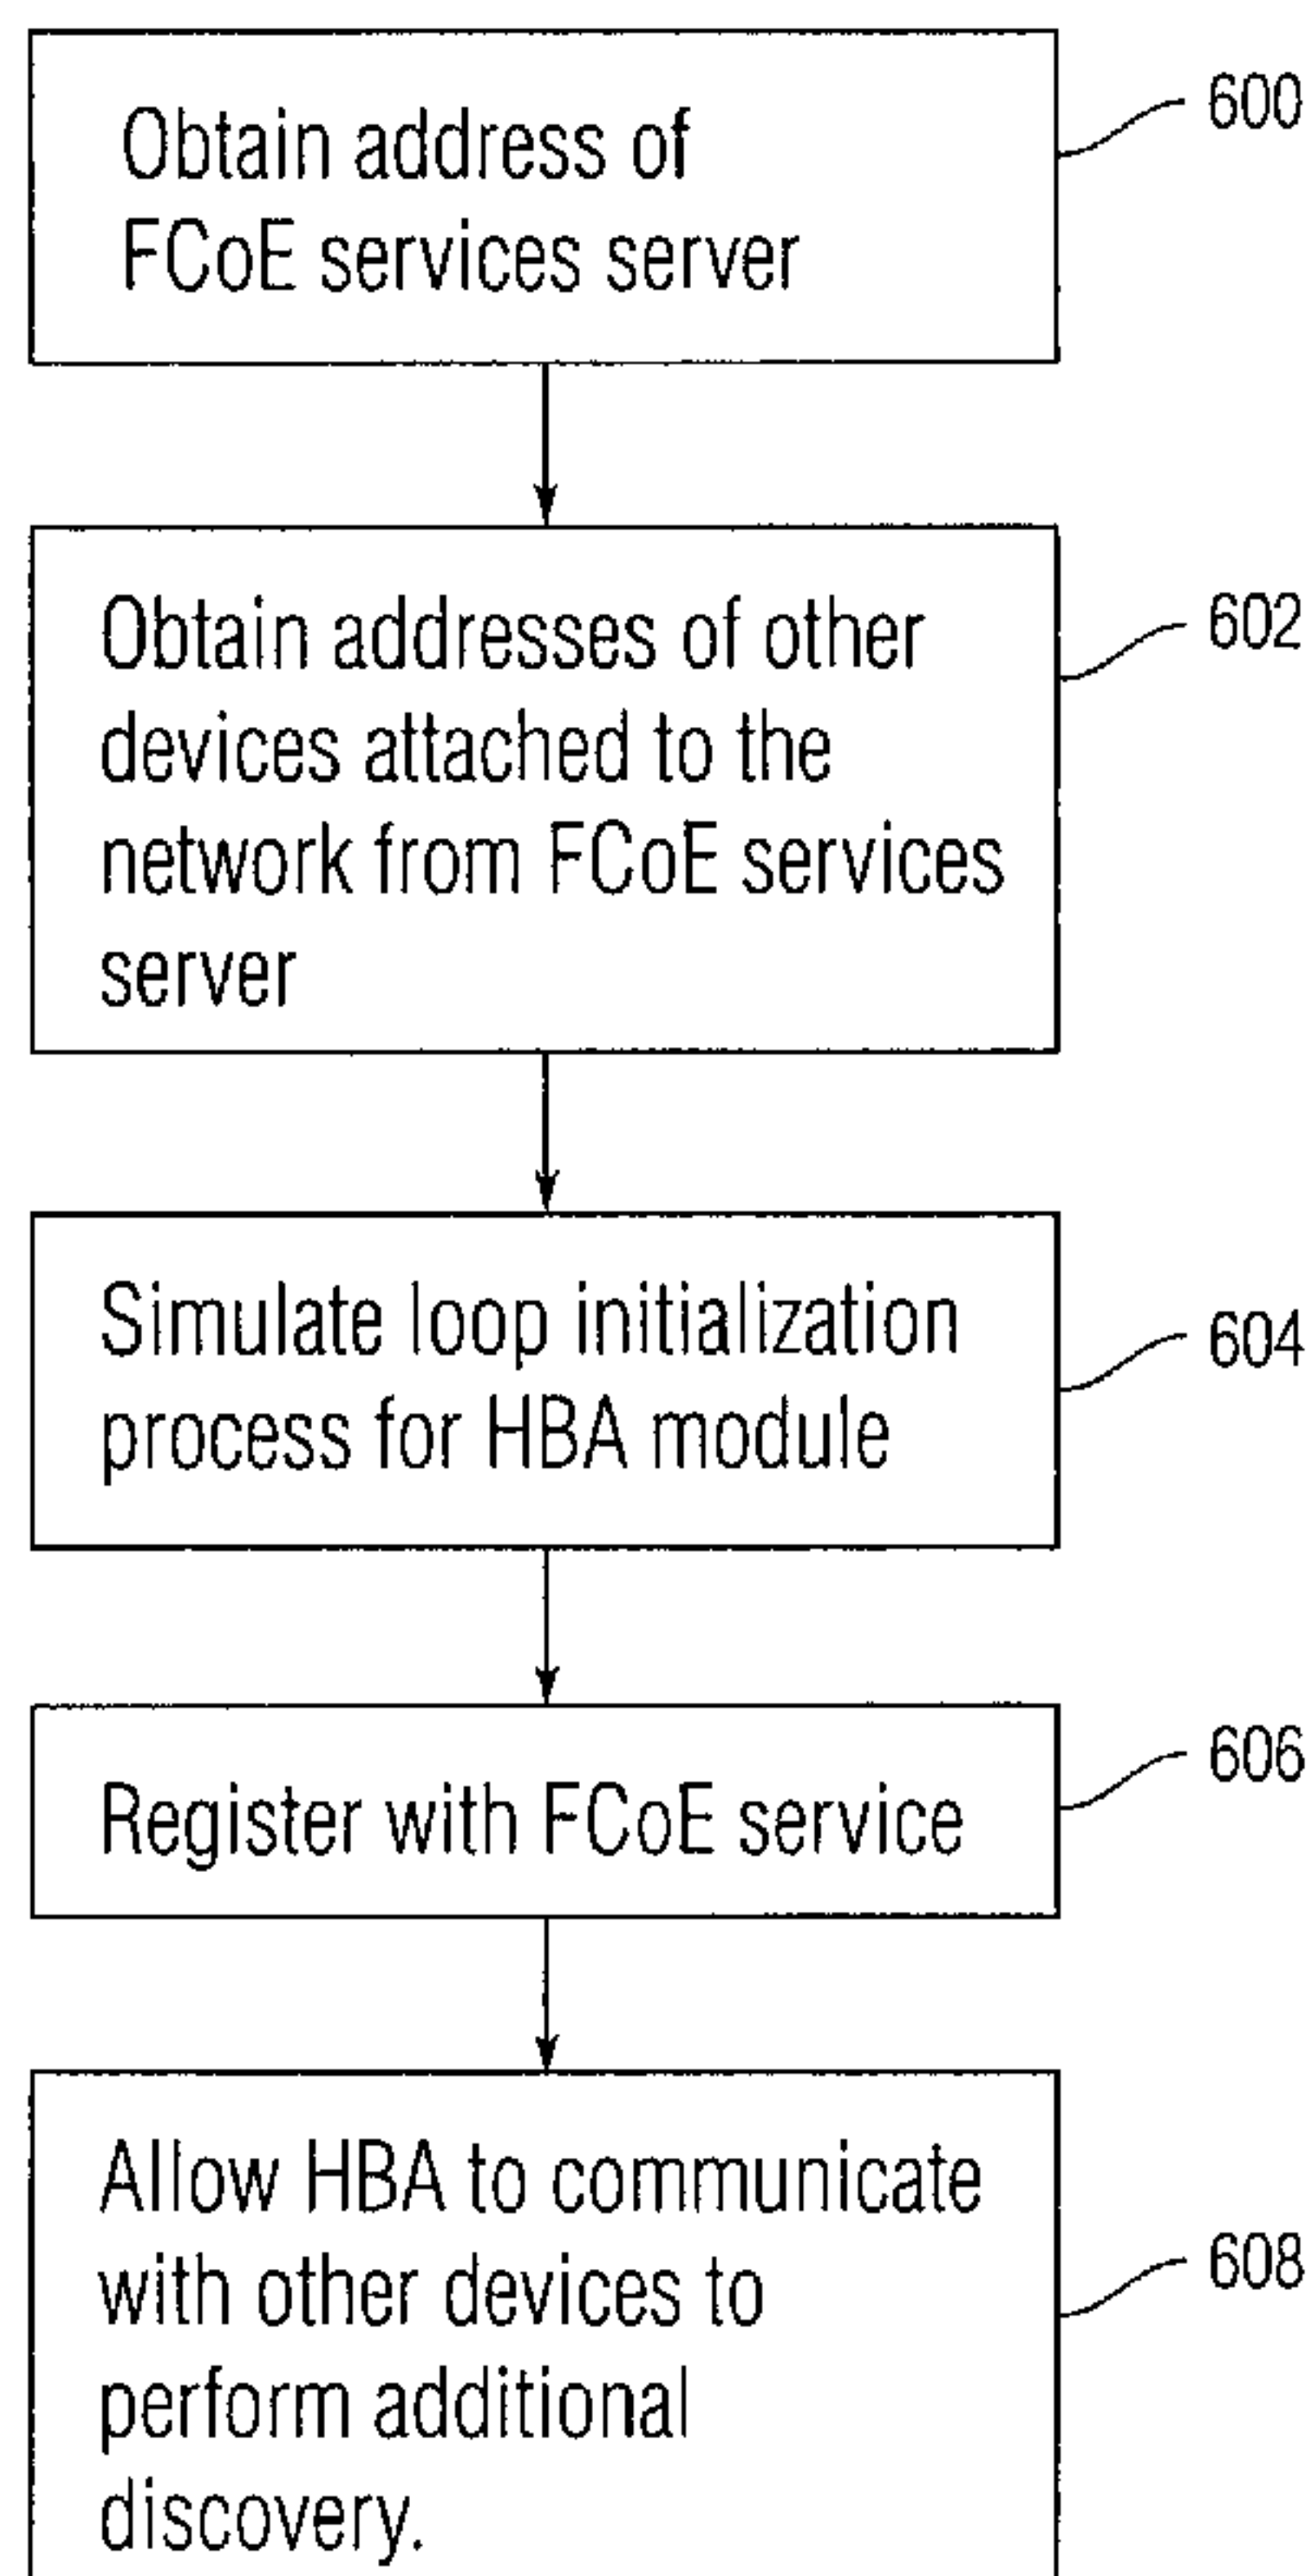 Obtain address of
FCoE services server
600
Obtain addresses of other
devices attached to the
network from FCoE services
server
602
Simulate loop initialization
process for HBA module
604
Register with FCoE service
606
Allow HBA to communicate
with other devices to
perform additional
discovery.
608